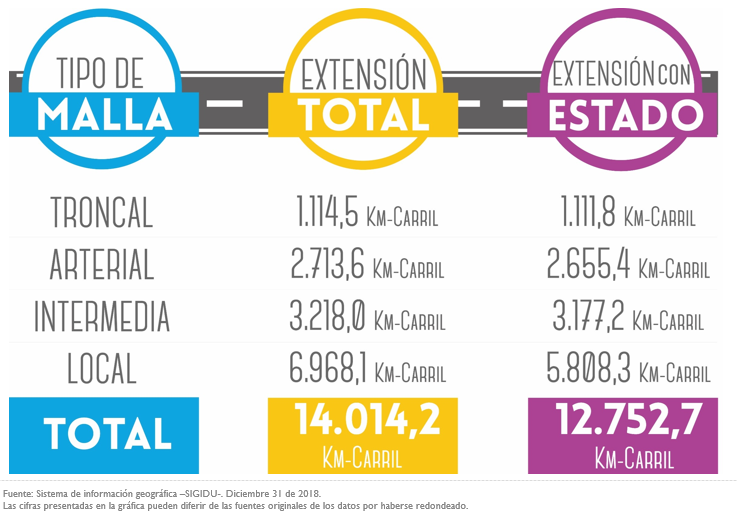 TIPO DE MALLA
EXTENSIÓN TOTAL
EXTENSIÓN CON ESTADO
TRONCAL 1.114,5 KM-CARRIL 1.111,8 KM-CARRIL
ARTERIAL 2.713,6 KM-CARRIL 2.655,4 KM-CARRIL
INTERMEDIA 3.218,0 KM-CARRIL 3.177,2 KM-CARRIL
LOCAL 6.968,1 KM-CARRIL 5.808,3 KM-CARRIL
TOTAL 14.014,2 KM-CARRIL 12.752,7 KM-CARRIL
Fuente: Sistema de información geográfica –SIGIDU-. Diciembre 31 de 2018.
Las cifras presentadas en la gráfica pueden diferir de las fuentes originales de los datos por haberse redondeado.